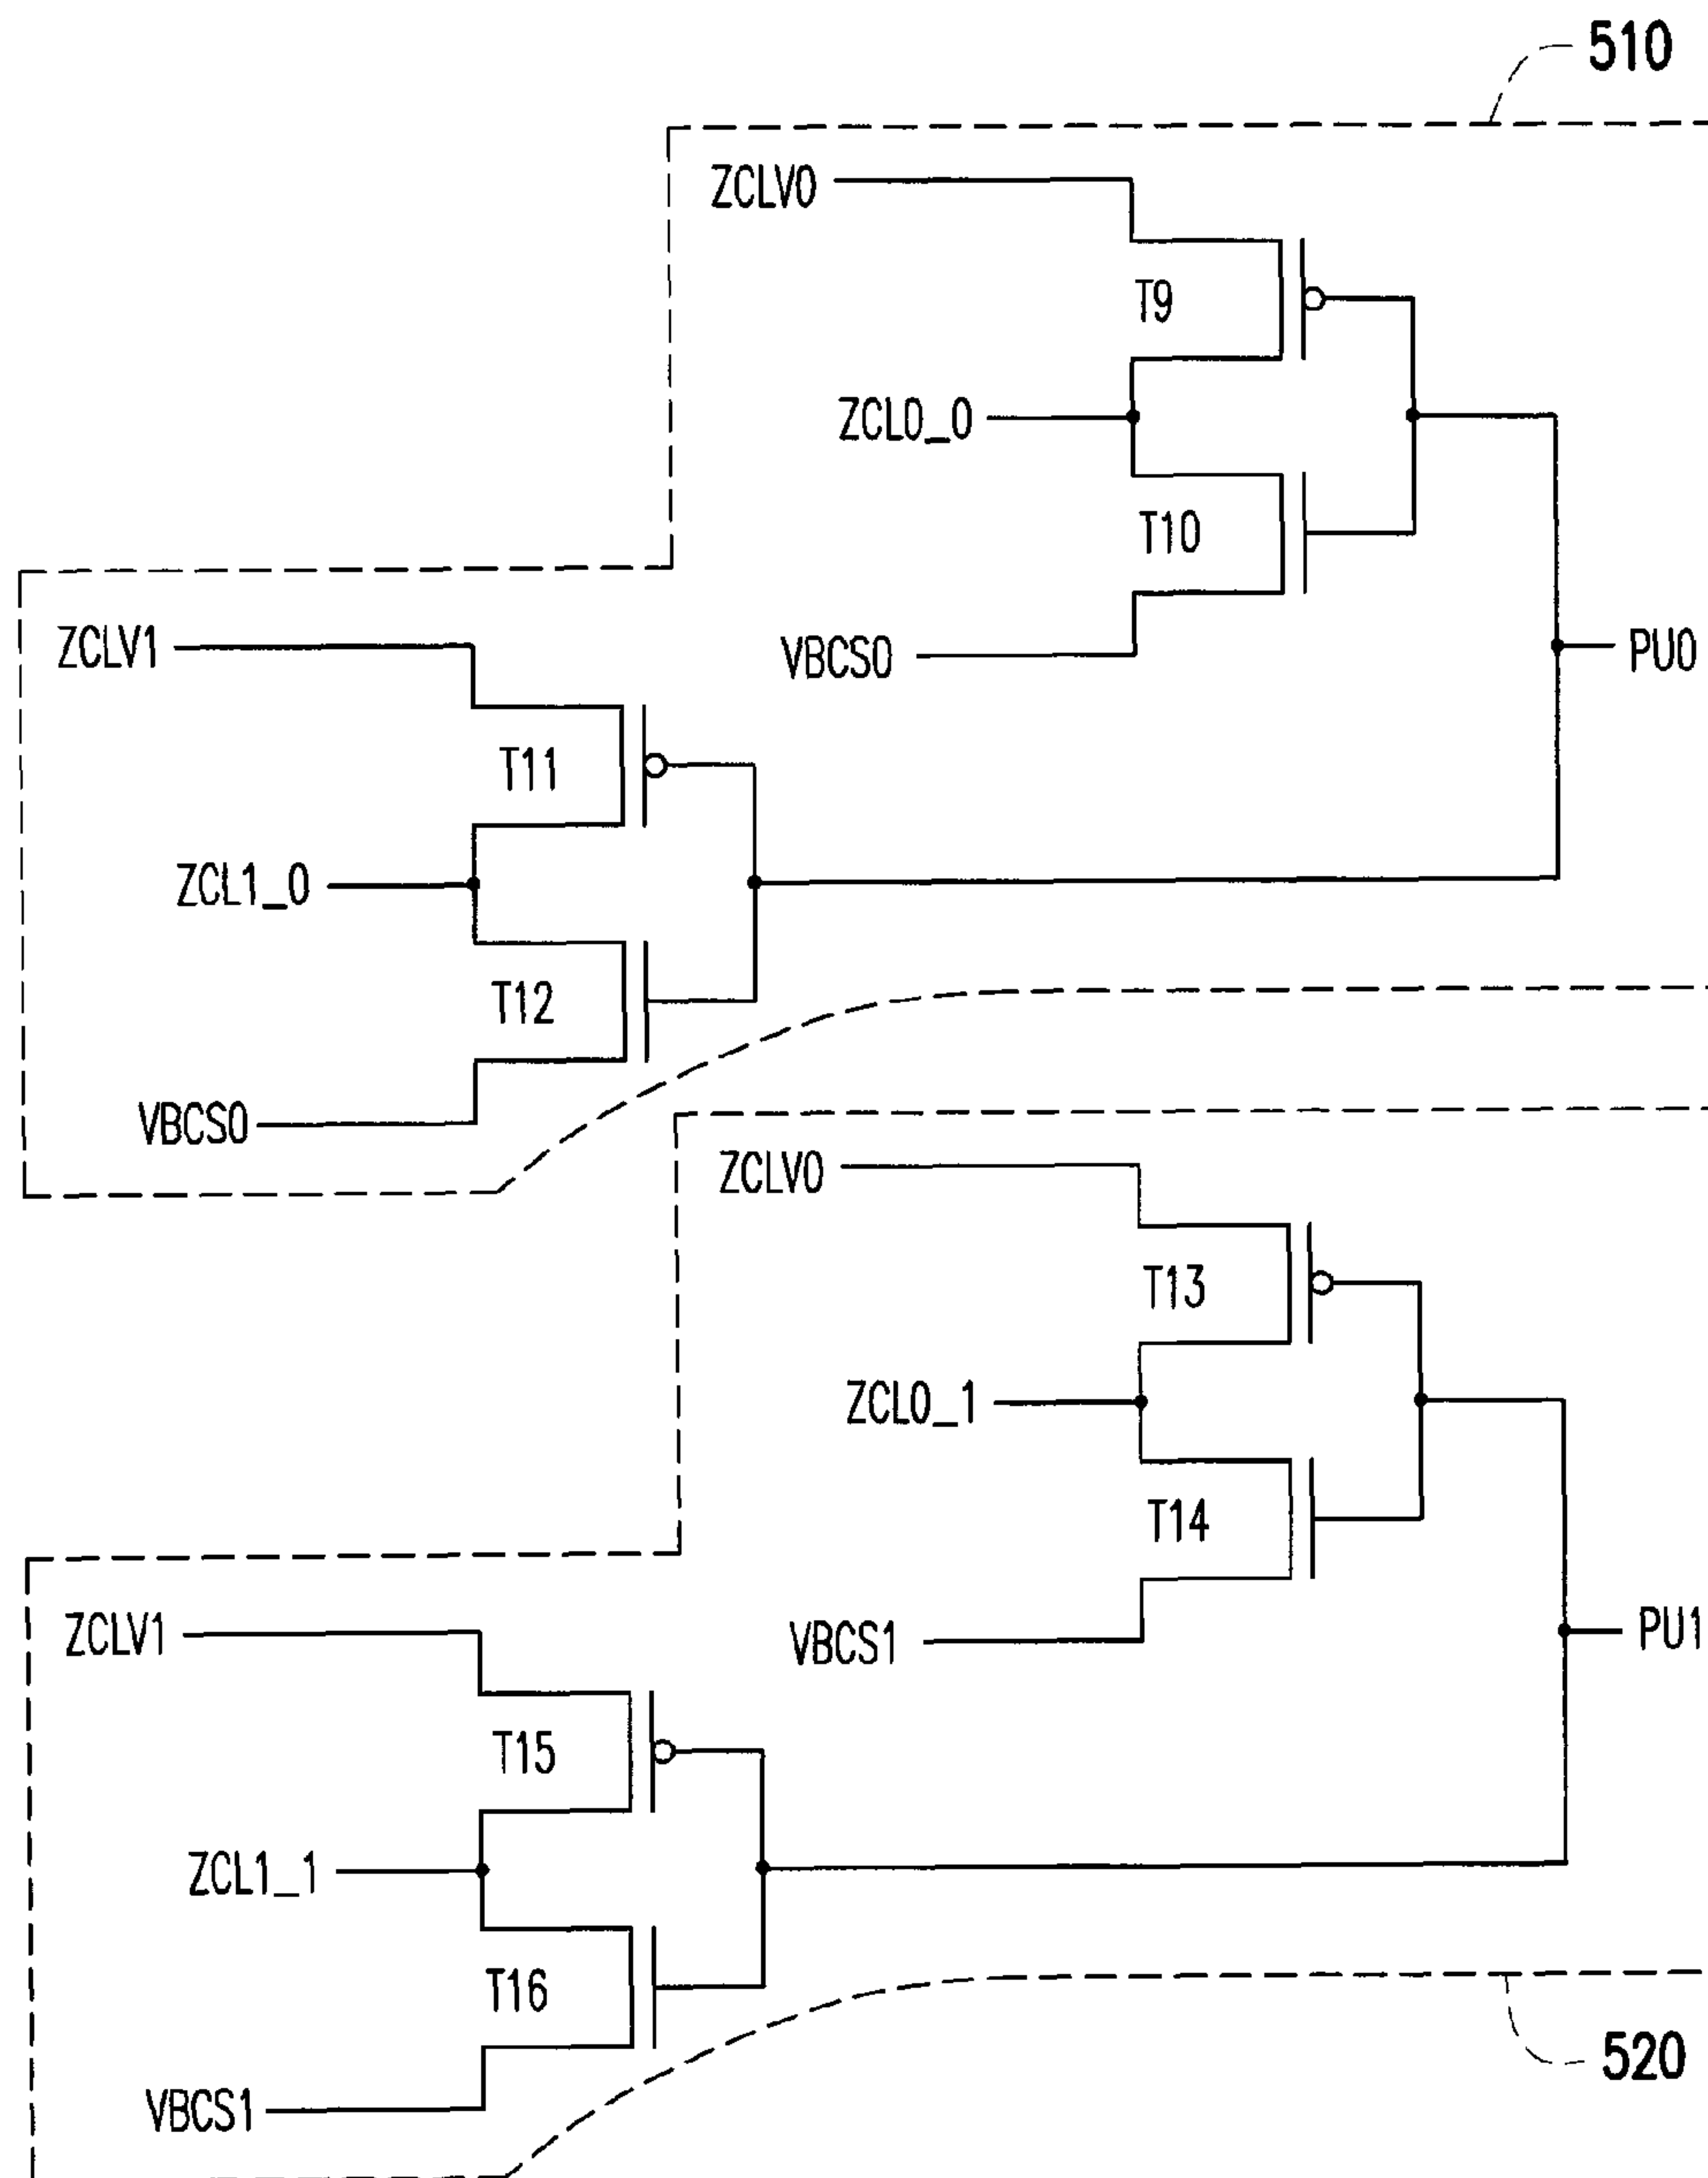 510
ZCLV0
T9
ZCL0_0
T10
VBCS0
PU0
ZCLV1
T11
ZCL1_0
T12
VBCS0
ZCLV0
T13
ZCL0_1
T14
VBCS1
PU1
ZCLV1
T15
ZCL1_1
T16
VBCS1
520